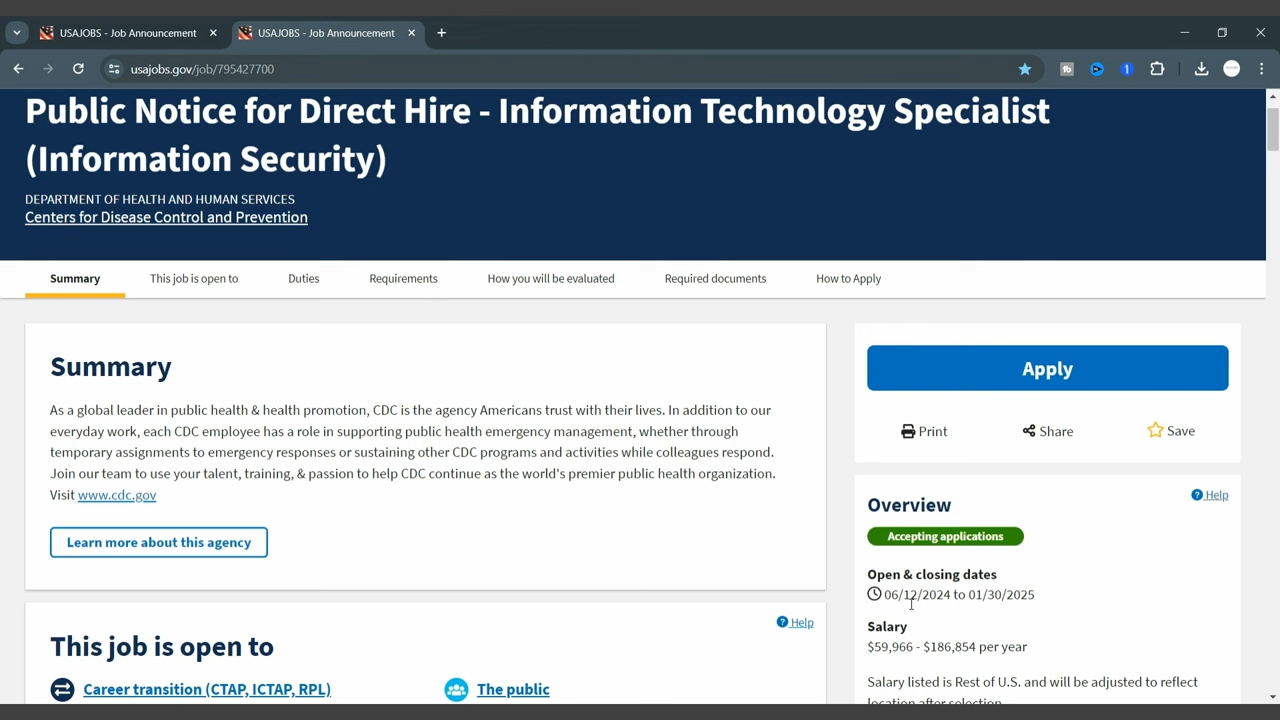 USAJOBS - Job Announcement
USAJOBS - Job Announcement
usajobs.gov/job/795427700
Public Notice for Direct Hire - Information Technology Specialist
(Information Security)
DEPARTMENT OF HEALTH AND HUMAN SERVICES
Centers for Disease Control and Prevention
Summary
This job is open to
Duties
Requirements
How you will be evaluated
Required documents
How to Apply
Summary
As a global leader in public health & health promotion, CDC is the agency Americans trust with their lives. In addition to our
everyday work, each CDC employee has a role in supporting public health emergency management, whether through
temporary assignments to emergency responses or sustaining other CDC programs and activities while colleagues respond.
Join our team to use your talent, training, & passion to help CDC continue as the world's premier public health organization.
Visit www.cdc.gov
Learn more about this agency
Help
This job is open to
Career transition (CTAP, ICTAP, RPL)
The public
Apply
Print
Share
Save
Help
Overview
Accepting applications
Open & closing dates
06/12/2024 to 01/30/2025
Salary
$59,966 - $186,854 per year
Salary listed is Rest of U.S. and will be adjusted to reflect
location after selection